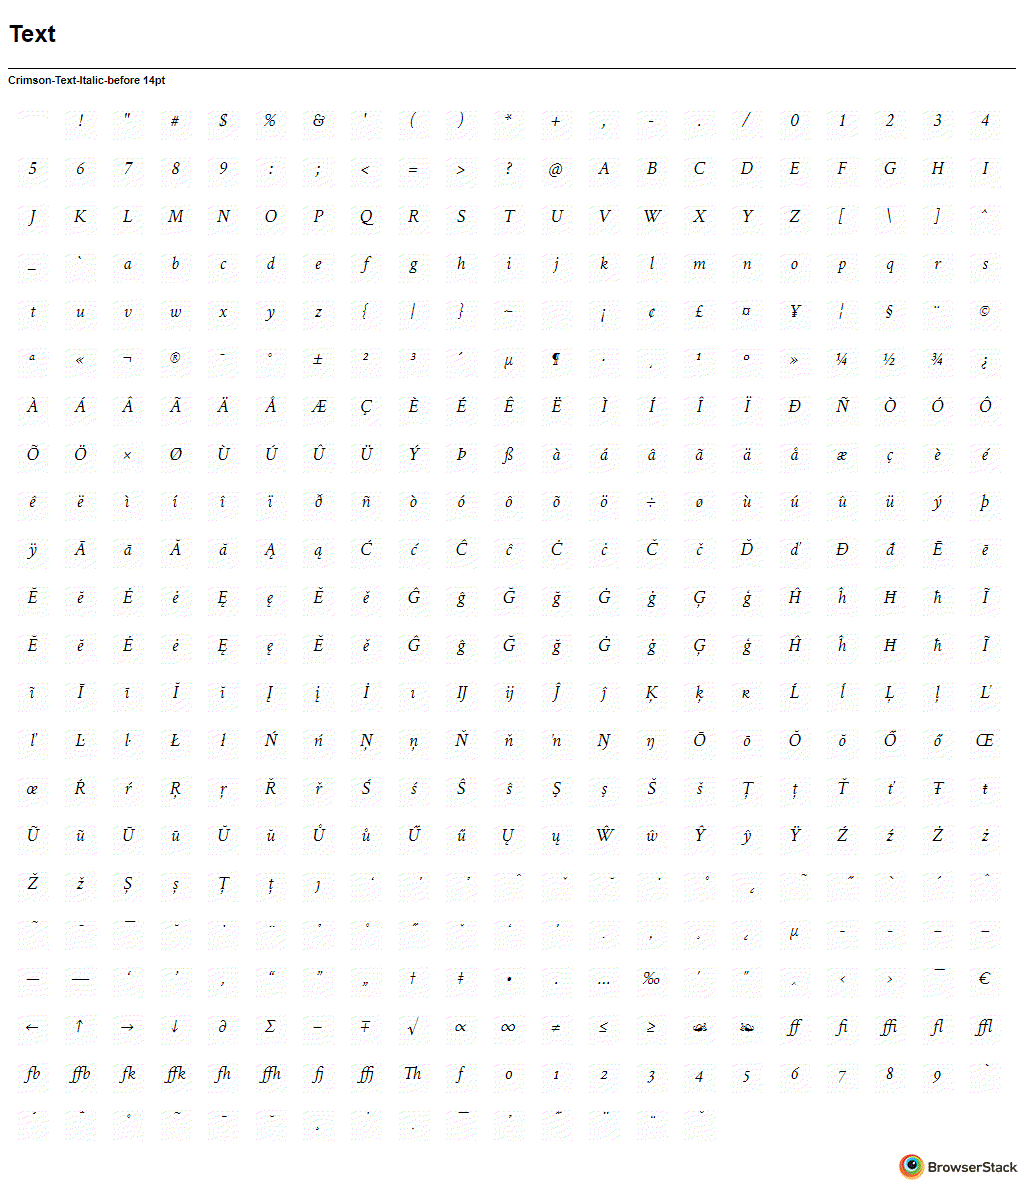 Text
Crimson-Text-Italic-before 14pt
! " # $ % & ' ( ) * + , - . / 0 1 2 3 4
5 6 7 8 9 : ; < = > ? @ A B C D E F G H I
J K L M N O P Q R S T U V W X Y Z [ \ ] ^
_ ` a b c d e f g h i j k l m n o p q r s
t u v w x y z { | } ~ ¡ ¢ £ ¤ ¥ ¦ § ¨ ©
ª « ¬ ® ¯ ° ± ² ³ ´ µ ¶ · ¸ ¹ º » ¼ ½ ¾ ¿
À Á Â Ã Ä Å Æ Ç È É Ê Ë Ì Í Î Ï Ð Ñ Ò Ó Ô
Õ Ö × Ø Ù Ú Û Ü Ý Þ ß à á â ã ä å æ ç è é
ê ë ì í î ï ð ñ ò ó ô õ ö ÷ ø ù ú û ü ý þ
ÿ Ā ā Ă ă Ą ą Ć ć Ĉ ĉ Ċ ċ Č č Ď ď Đ đ Ē ē
Ĕ ĕ Ė ė Ę ę Ě ě Ĝ ĝ Ğ ğ Ġ ġ Ģ ģ Ĥ ĥ Ħ ħ Ĩ
Ĕ ĕ Ė ė Ę ę Ě ě Ĝ ĝ Ğ ğ Ġ ġ Ģ ģ Ĥ ĥ Ħ ħ Ĩ
ĩ Ī ī Ĭ ĭ Į į İ ı Ĳ ĳ Ĵ ĵ Ķ ķ ĸ Ĺ ĺ Ļ ļ Ľ
ľ Ŀ ŀ Ł ł Ń ń Ņ ņ Ň ň ŉ Ŋ ŋ Ō ō Ŏ ŏ Ő ő Œ
œ Ŕ ŕ Ŗ ŗ Ř ř Ś ś Ŝ ŝ Ş ş Š š Ţ ţ Ť ť Ŧ ŧ
Ũ ũ Ū ū Ŭ ŭ Ů ů Ű ű Ų ų Ŵ ŵ Ŷ ŷ Ÿ Ź ź Ż ż
Ž ž Ș ș Ț ț ȷ ʻ ʼ ˚ ˆ ˇ ˘ ˙ ˚ ˛ ˜ ˝ ̀ ́ ̂
̃ ̄ ̅ ̆ ̇ ̈ ̉ ̊ ̋ ̌ ̒ ̓ ̣ ̦ ̧ ̨ μ ‐ ‑ ‒ –
— ― ‘ ’ ‚ “ ” „ † ‡ • . … ‰ ′ ″ ‸ ‹ › ‾ €
← ↑ → ↓ ∂ Σ − ∓ √ ∝ ∞ ≠ ≤ ≥ ☙ ❧ ﬀ ﬁ ﬃ ﬂ ﬄ
fb ffb fk ffk fh ffh fj ffj Th f 0 1 2 3 4 5 6 7 8 9 `
BrowserStack